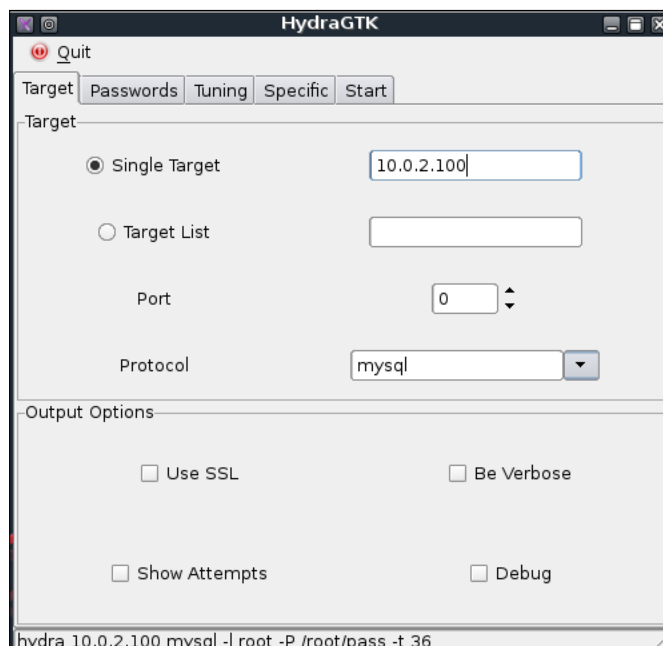 HydraGTK
Quit
Target Passwords Tuning Specific Start
Target
Single Target 10.0.2.100
Target List
Port 0
Protocol mysql
Output Options
Use SSL Be Verbose
Show Attempts Debug
hydra 10.0.2.100 mysql -l root -P /root/pass -t 36